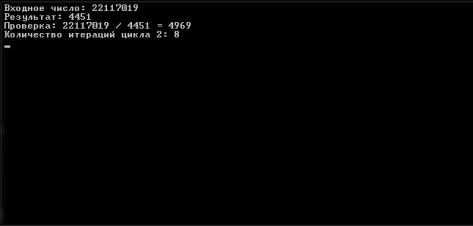 Входное число: 22117019
Результат: 4451
Проверка: 22117019 / 4451 = 4969
Количество итераций цикла 2: 8